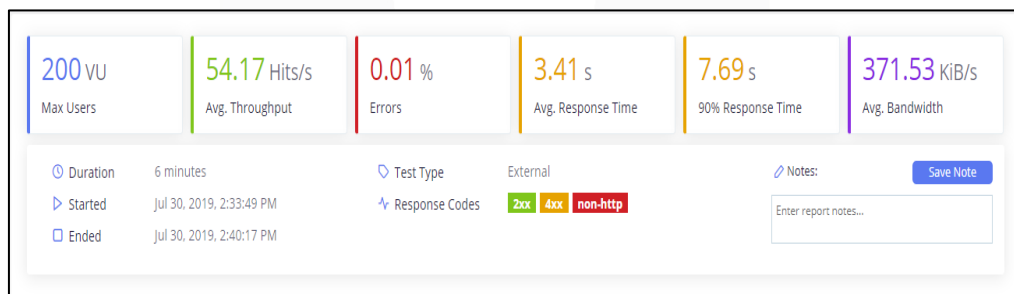 200 VU
Max Users
54.17 Hits/s
Avg. Throughput
0.01 %
Errors
3.41 s
Avg. Response Time
7.69 s
90% Response Time
371.53 KiB/s
Avg. Bandwidth
Duration 6 minutes
Started Jul 30, 2019, 2:33:49 PM
Ended Jul 30, 2019, 2:40:17 PM
Test Type External
Response Codes 2xx 4xx non-http
Notes: Save Note
Enter report notes...